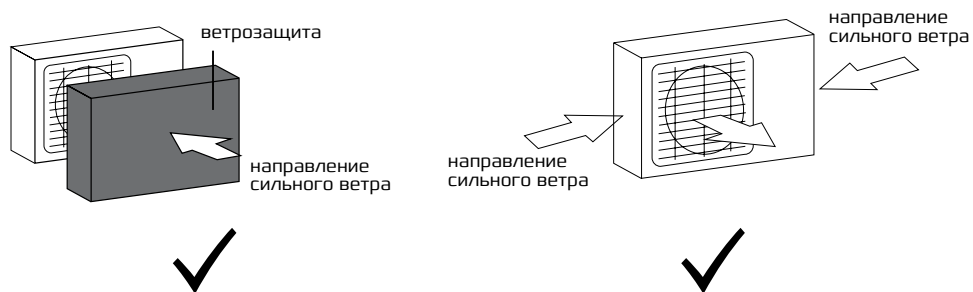 ветрозащита
направление
сильного ветра
направление
сильного ветра
направление
сильного ветра